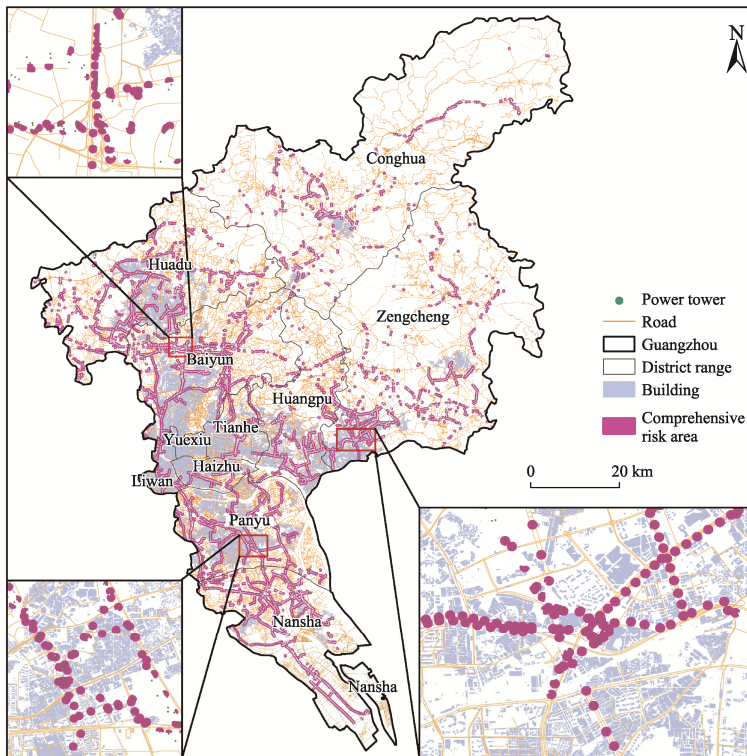 N
Conghua
Huadu
Zengcheng
Baiyun
Huangpu
Tianhe
Yuexiu
Haizhu
Liwan
Panyu
Nansha
Nansha
Power tower
Road
Guangzhou
District range
Building
Comprehensive
risk area
0 20 km